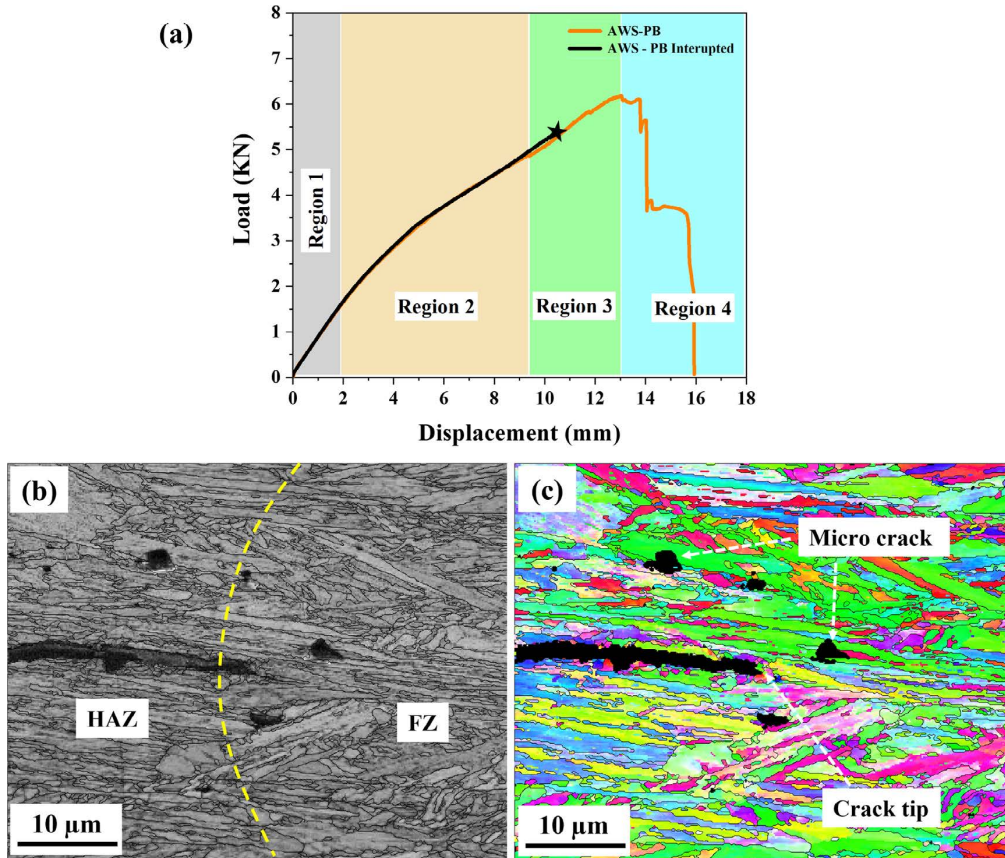 (a)
Load (KN)
8
7
6
5
4
3
2
1
0
AWS-PB
AWS - PB Interupted
Region 1
Region 2
Region 3
Region 4
0 2 4 6 8 10 12 14 16 18
Displacement (mm)
(b)
HAZ
FZ
10 µm
(c)
Micro crack
Crack tip
10 µm